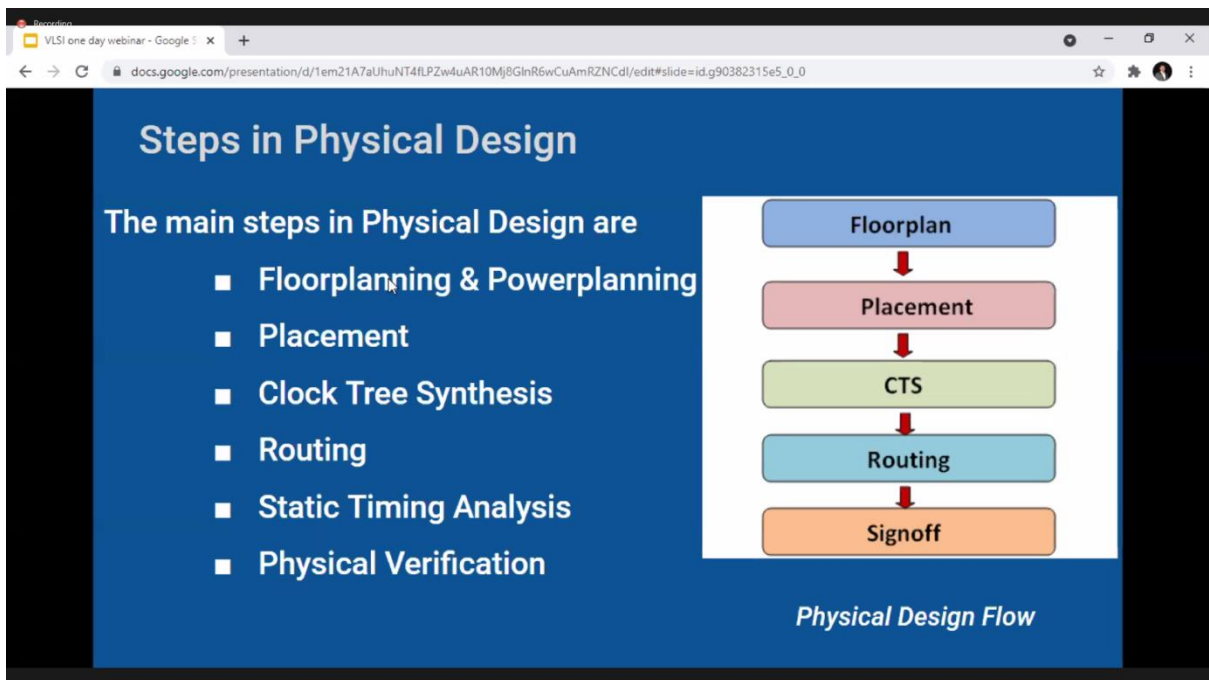 Recording
VLSI one day webinar - Google S
docs.google.com/presentation/d/1em21A7aUhuNT4fLPZw4uAR10Mj8GlnR6wCuAmRZNCdI/edit#slide=id.g90382315e5_0_0
Steps in Physical Design
The main steps in Physical Design are
■ Floorplanning & Powerplanning
■ Placement
■ Clock Tree Synthesis
■ Routing
■ Static Timing Analysis
■ Physical Verification
Floorplan
Placement
CTS
Routing
Signoff
Physical Design Flow